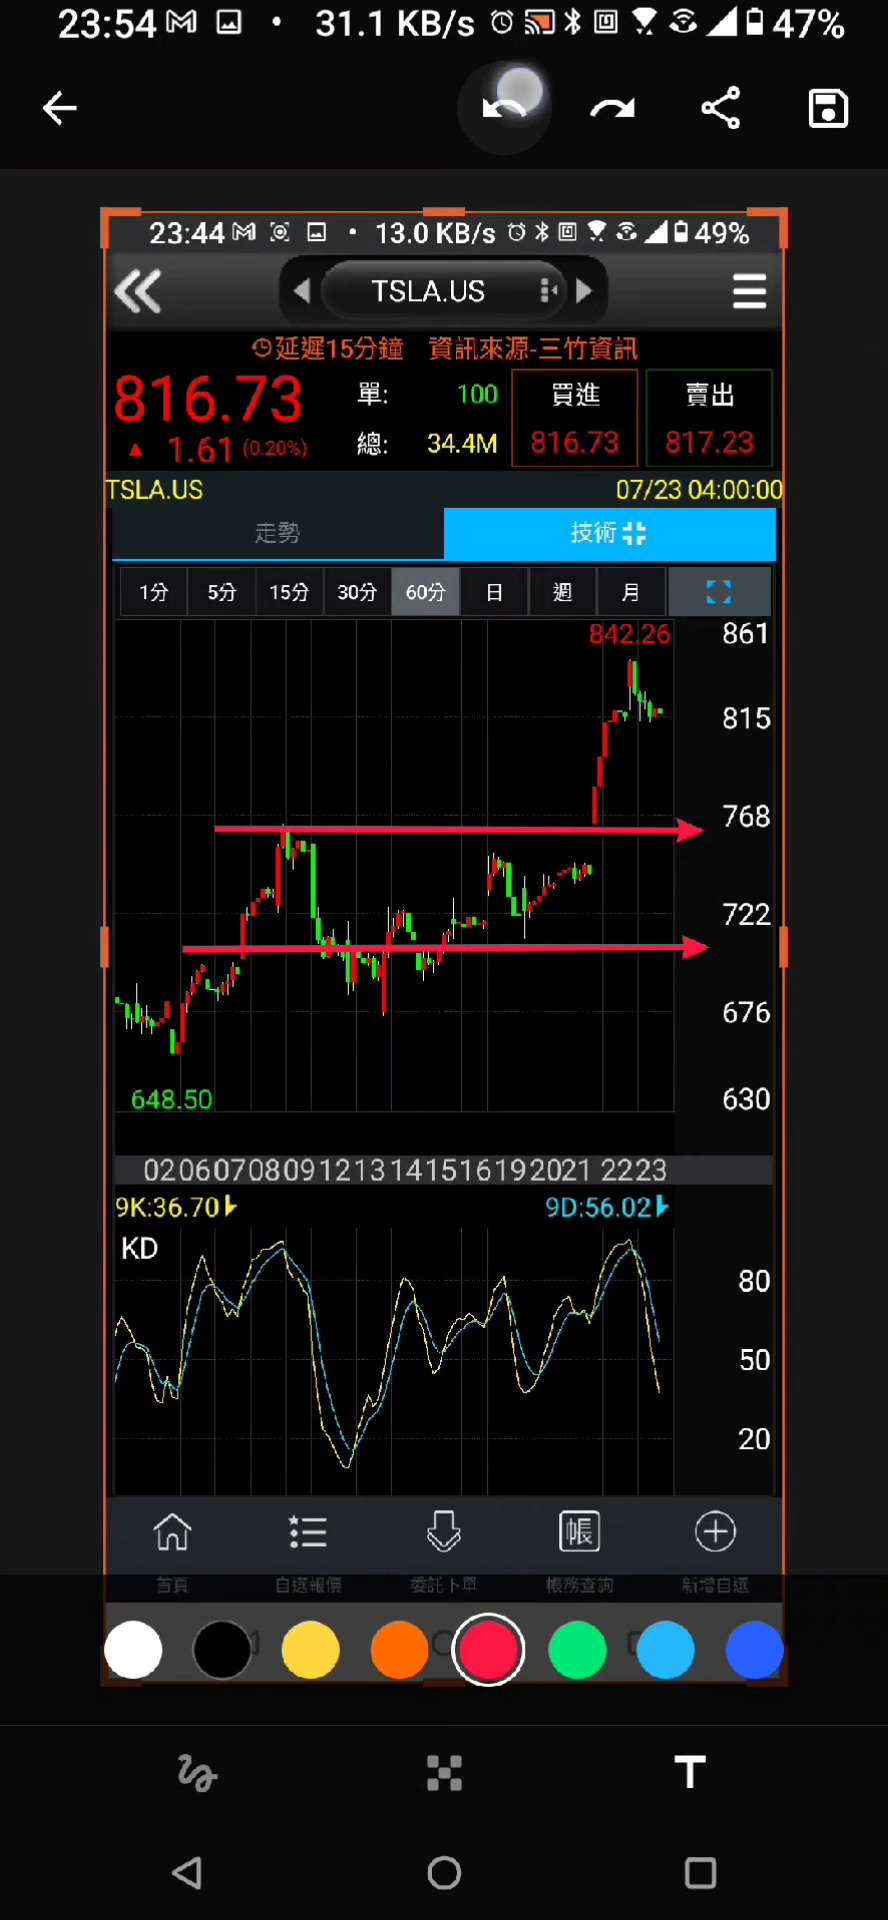 23:54 31.1 KB/s 47%
23:44 13.0 KB/s 49%
TSLA.US
延遲15分鐘 資訊來源-三竹資訊
816.73 單: 100 買進 賣出
1.61 (0.20%) 總: 34.4M 816.73 817.23
TSLA.US 07/23 04:00:00
走勢 技術
1分 5分 15分 30分 60分 日 週 月
842.26 861
815
768
722
676
648.50 630
02 06 07 08 09 12 13 14 15 16 19 20 21 22 23
9K:36.70 9D:56.02
KD
80
50
20
帳
首頁 自選報價 委託下單 帳務查詢 新增自選
T